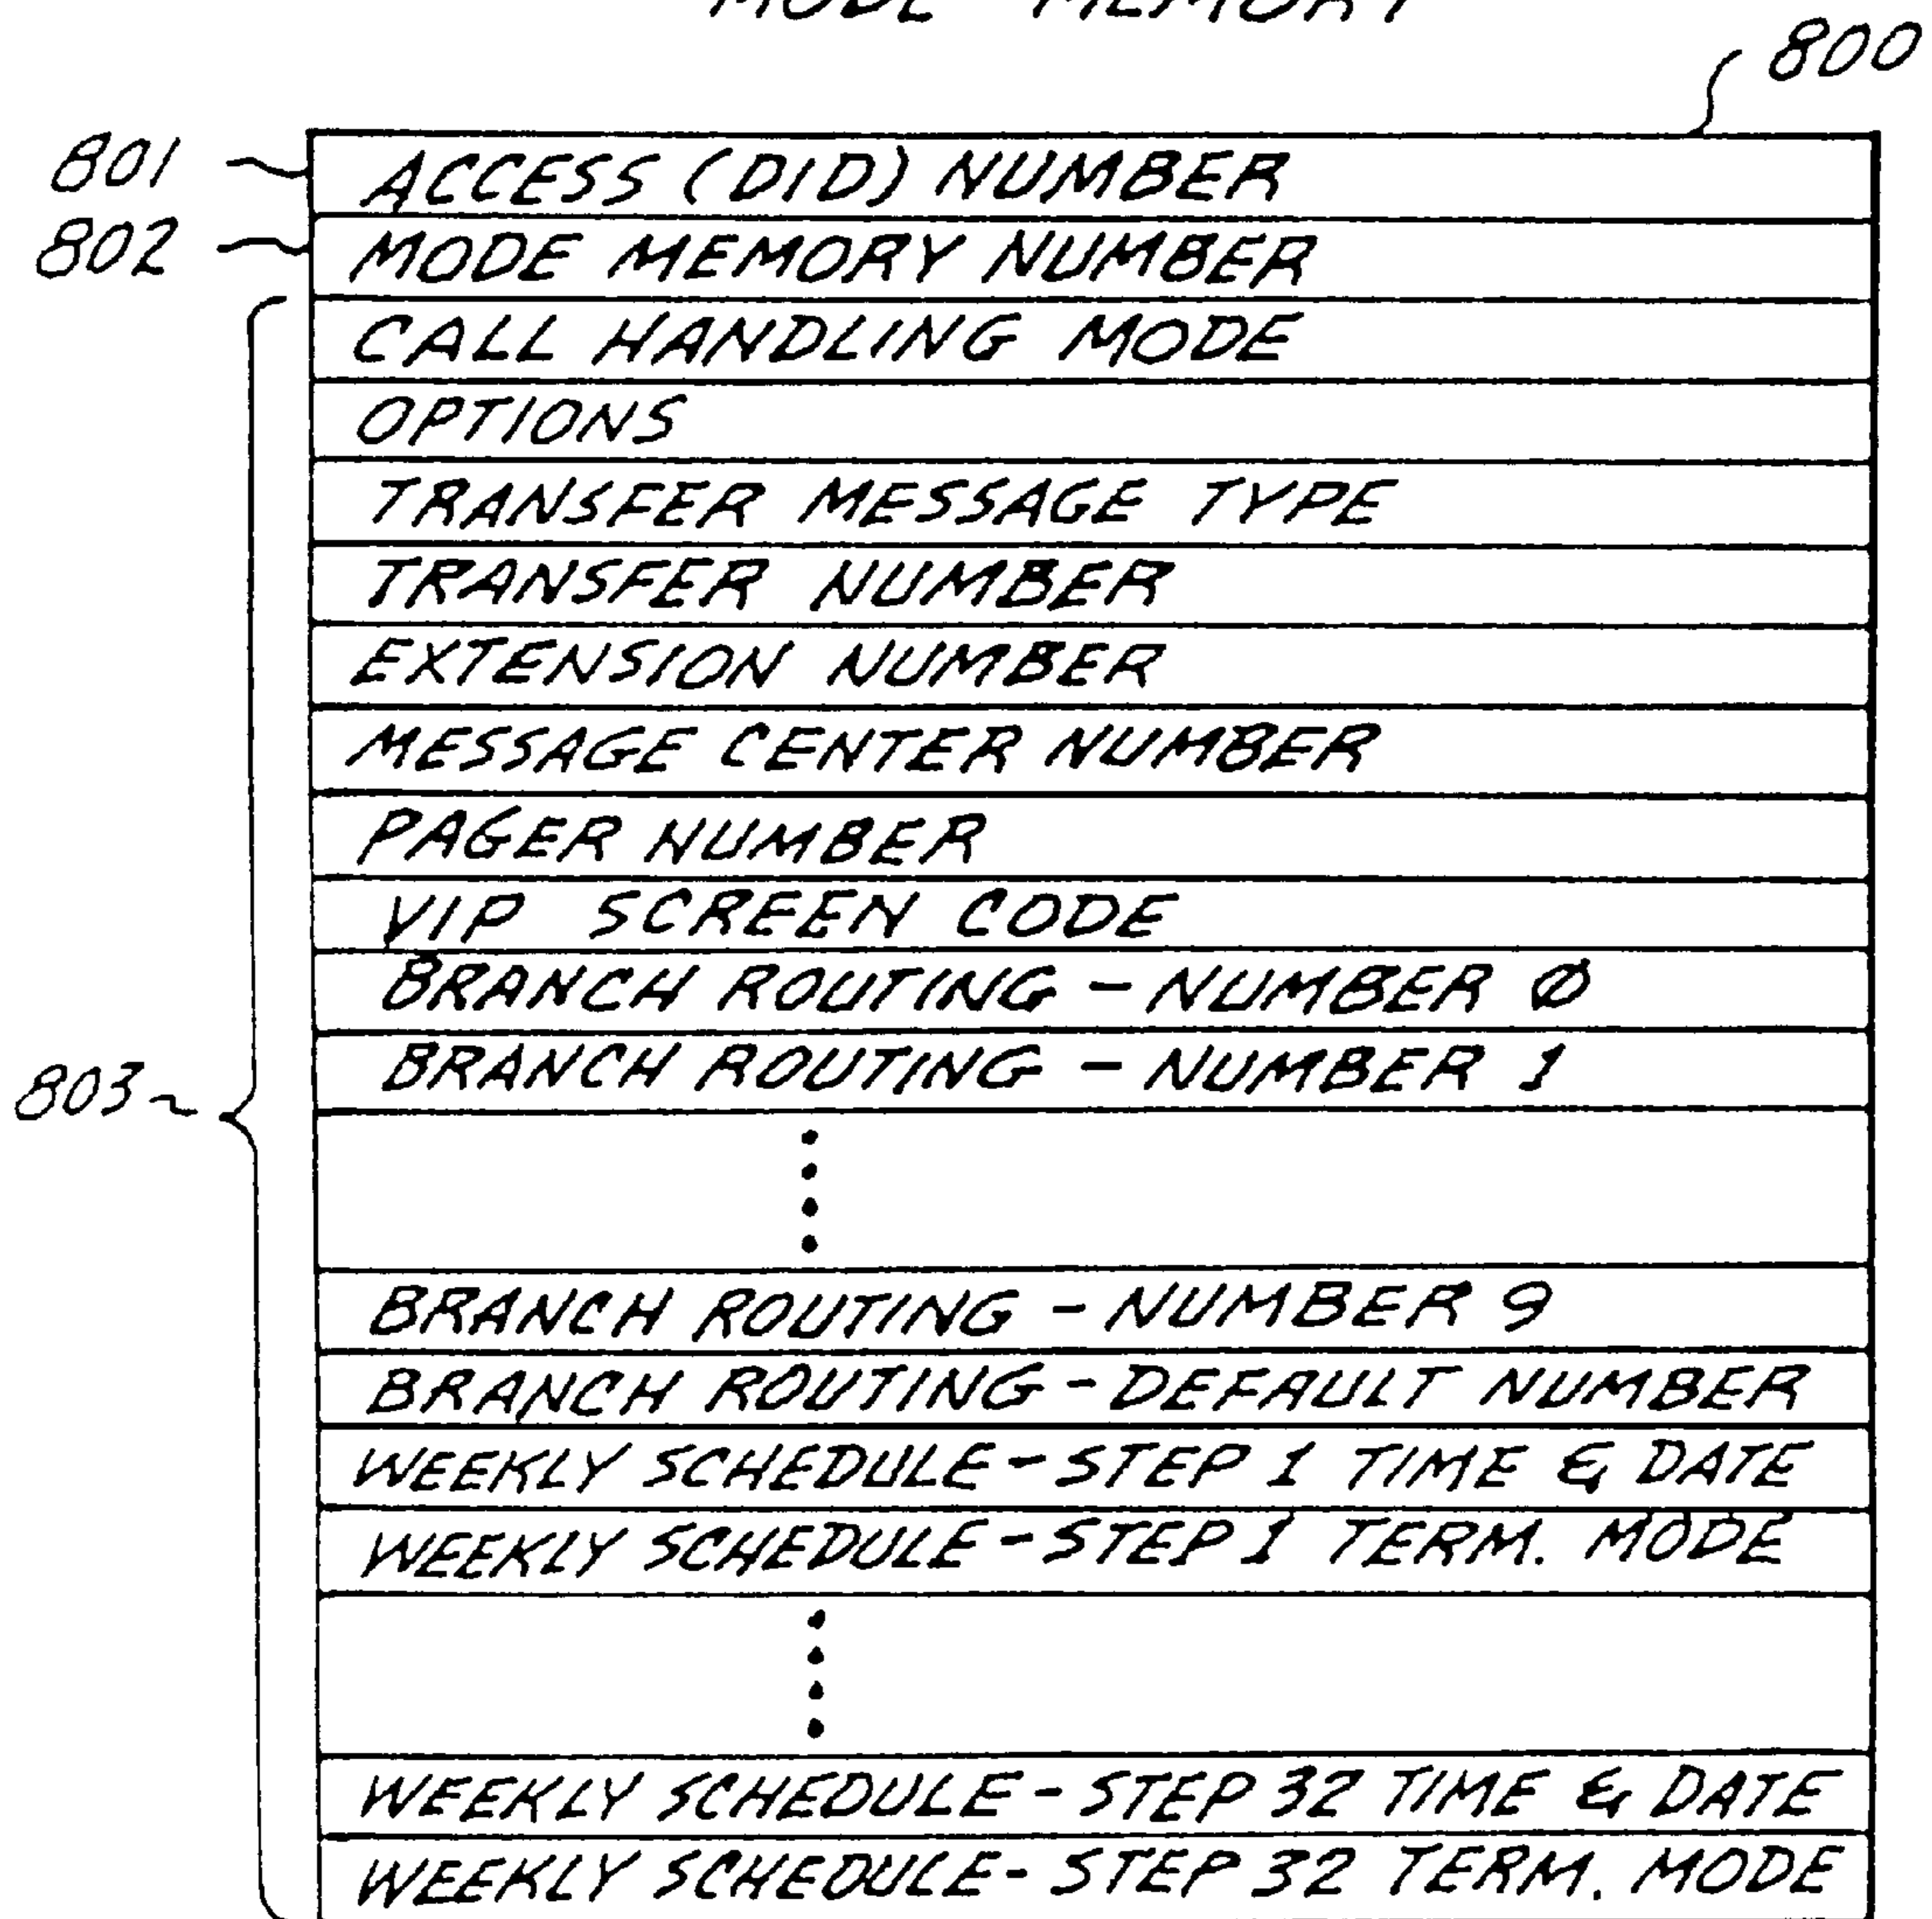 MODE MEMORY
800
801 ACCESS (DID) NUMBER
802 MODE MEMORY NUMBER
CALL HANDLING MODE
OPTIONS
TRANSFER MESSAGE TYPE
TRANSFER NUMBER
EXTENSION NUMBER
MESSAGE CENTER NUMBER
PAGER NUMBER
VIP SCREEN CODE
BRANCH ROUTING - NUMBER 0
803 BRANCH ROUTING - NUMBER 1
BRANCH ROUTING - NUMBER 9
BRANCH ROUTING - DEFAULT NUMBER
WEEKLY SCHEDULE - STEP 1 TIME & DATE
WEEKLY SCHEDULE - STEP 1 TERM. MODE
WEEKLY SCHEDULE - STEP 32 TIME & DATE
WEEKLY SCHEDULE - STEP 32 TERM. MODE